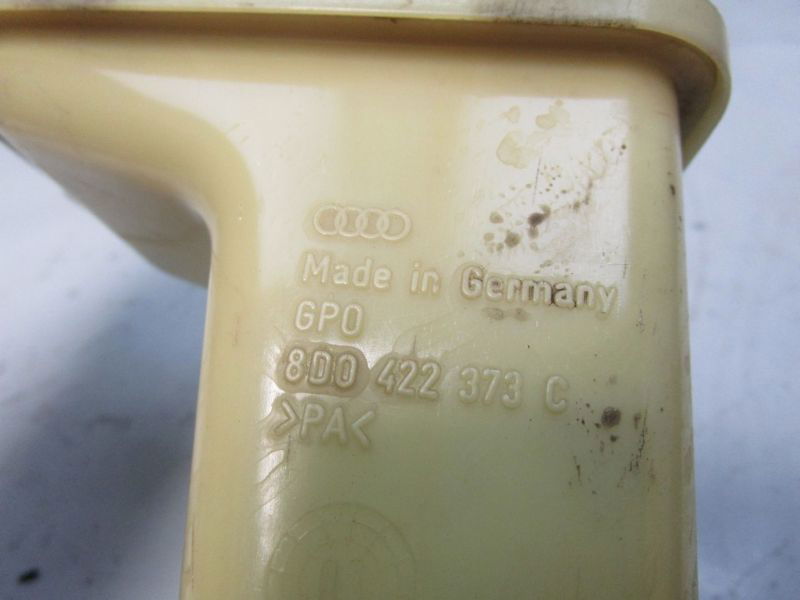 Made in Germany
GPO
8D0 422 373 C
>PA<